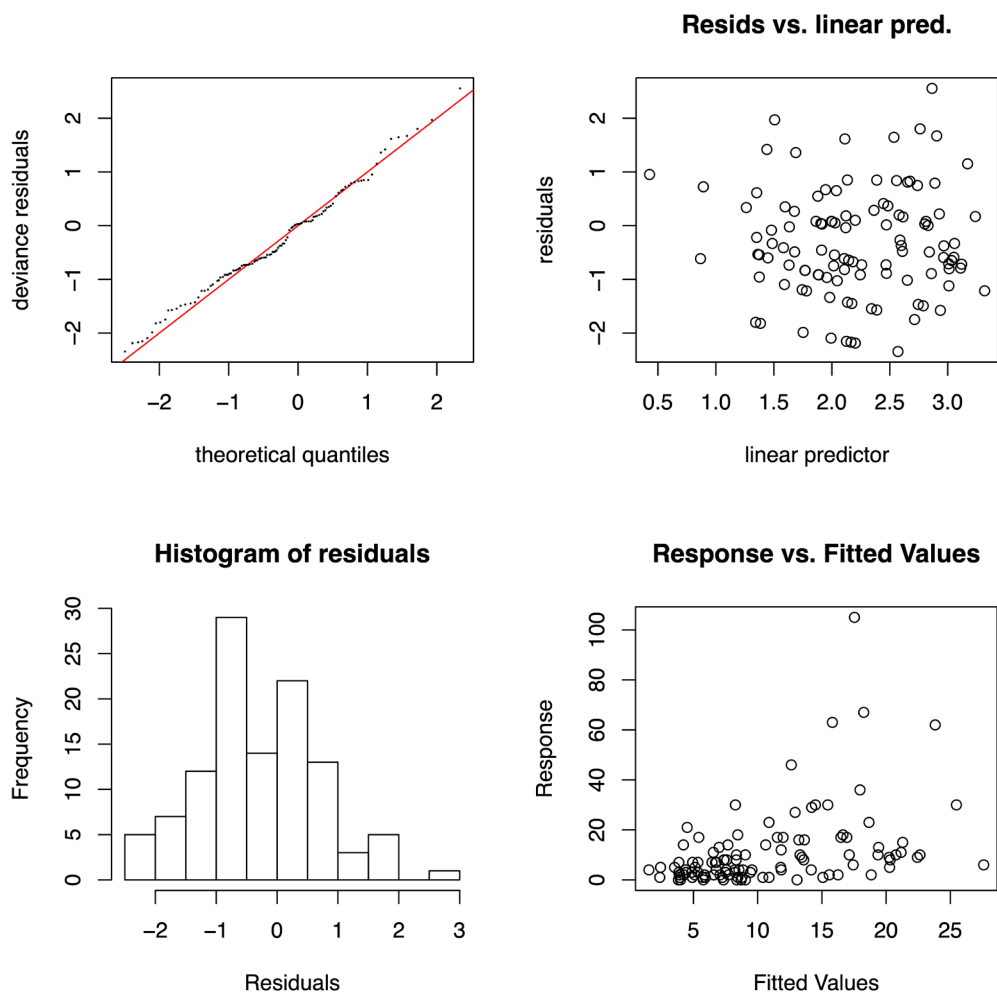 deviance residuals
2
1
0
−1
−2
−2 −1 0 1 2
theoretical quantiles
Resids vs. linear pred.
residuals
2
1
0
−1
−2
0.5 1.0 1.5 2.0 2.5 3.0
linear predictor
Histogram of residuals
Frequency
30
25
20
15
10
5
0
−2 −1 0 1 2 3
Residuals
Response vs. Fitted Values
Response
100
80
60
40
20
0
5 10 15 20 25
Fitted Values